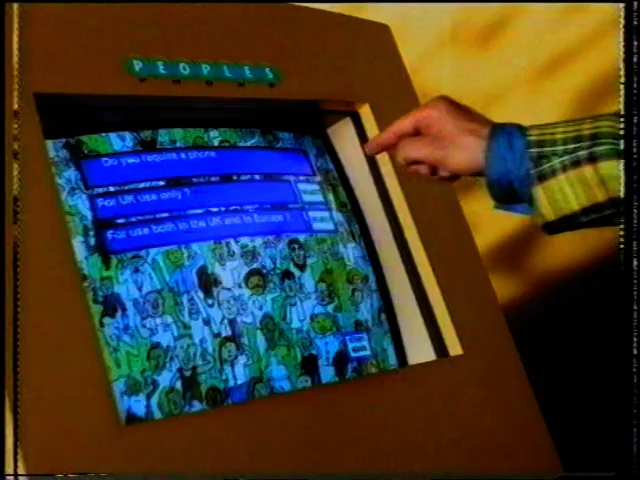 PEOPLES
Do you require a phone
For UK use only ?
For use both in the UK and in Europe ?